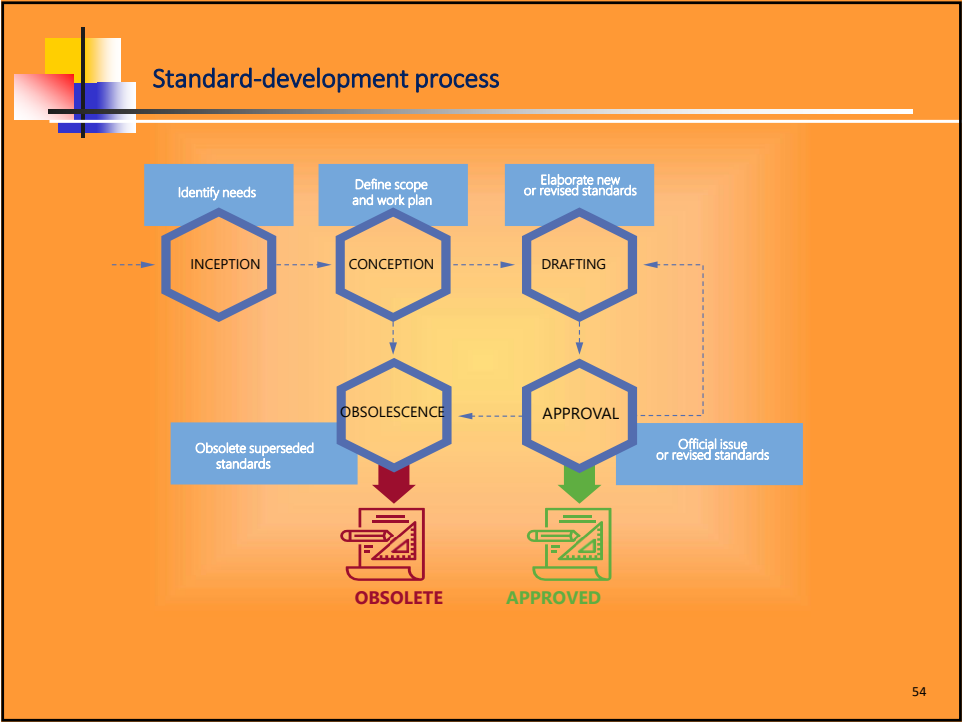 Standard-development process
Identify needs
Define scope
and work plan
Elaborate new
or revised standards
INCEPTION
CONCEPTION
DRAFTING
OBSOLESCENCE
APPROVAL
Obsolete superseded
standards
Official issue
or revised standards
OBSOLETE
APPROVED
54